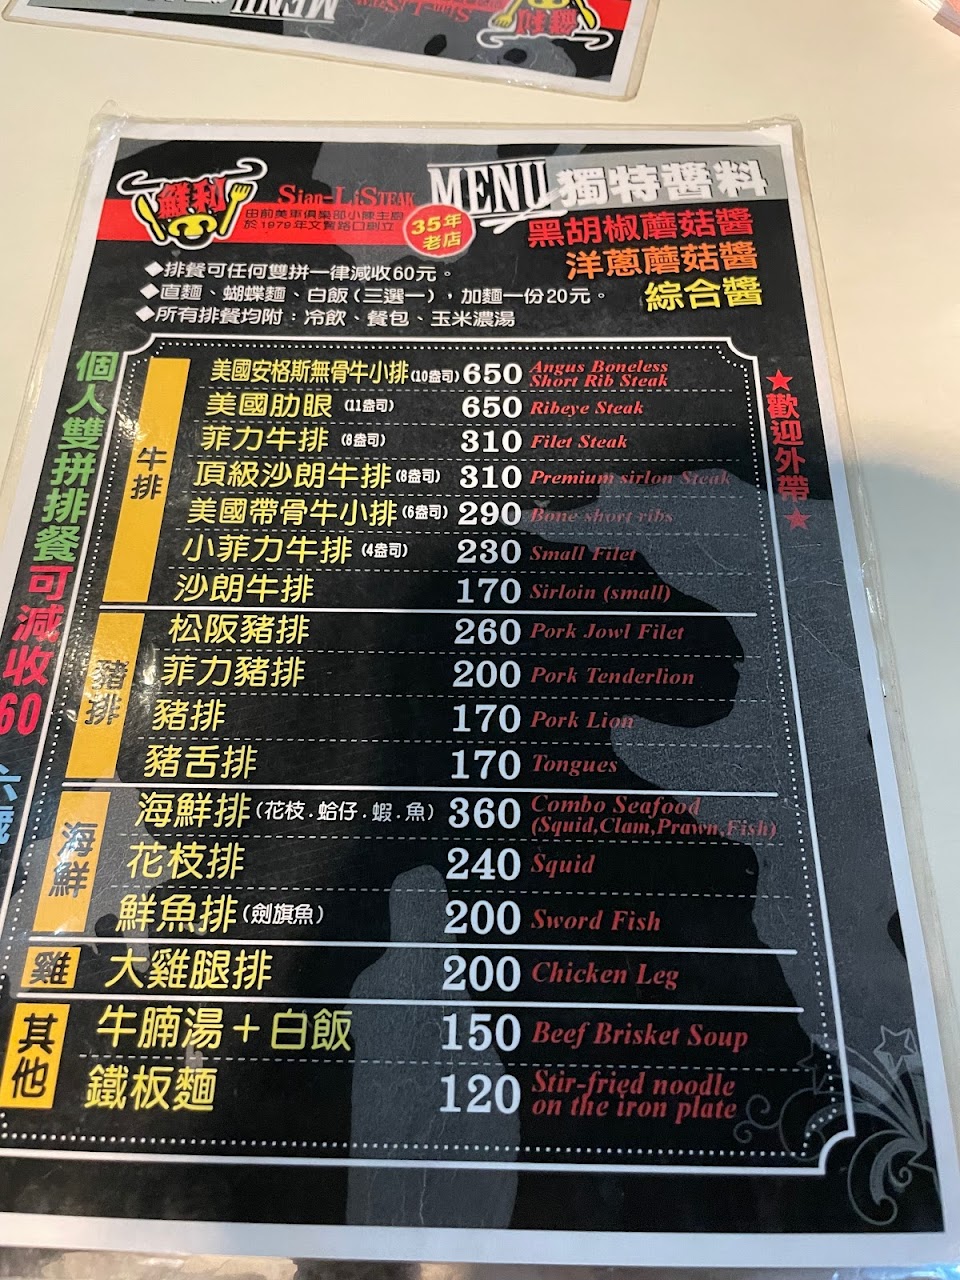 MENU
Sian-Li STEAK
鮮利
鱻利
Sian-Li STEAK
MENU
獨特醬料
由前美軍俱樂部小陳主廚
於1979年文賢路口創立
35年
老店
黑胡椒蘑菇醬
洋蔥蘑菇醬
綜合醬
◆排餐可任何雙拼一律減收60元。
◆直麵、蝴蝶麵、白飯(三選一),加麵一份20元。
◆所有排餐均附:冷飲、餐包、玉米濃湯
個人雙拼排餐可減收60
六歲
★歡迎外帶★
牛排
美國安格斯無骨牛小排(10盎司) 650 Angus Boneless
Short Rib Steak
美國肋眼 (11盎司) 650 Ribeye Steak
菲力牛排 (8盎司) 310 Filet Steak
頂級沙朗牛排 (8盎司) 310 Premium sirlon Steak
美國帶骨牛小排 (6盎司) 290 Bone short ribs
小菲力牛排 (4盎司) 230 Small Filet
沙朗牛排 170 Sirloin (small)
豬排
松阪豬排 260 Pork Jowl Filet
菲力豬排 200 Pork Tenderlion
豬排 170 Pork Lion
豬舌排 170 Tongues
海鮮
海鮮排(花枝.蛤仔.蝦.魚) 360 Combo Seafood
(Squid,Clam,Prawn,Fish)
花枝排 240 Squid
鮮魚排(劍旗魚) 200 Sword Fish
雞
大雞腿排 200 Chicken Leg
其他
牛腩湯+白飯 150 Beef Brisket Soup
鐵板麵 120 Stir-fried noodle
on the iron plate